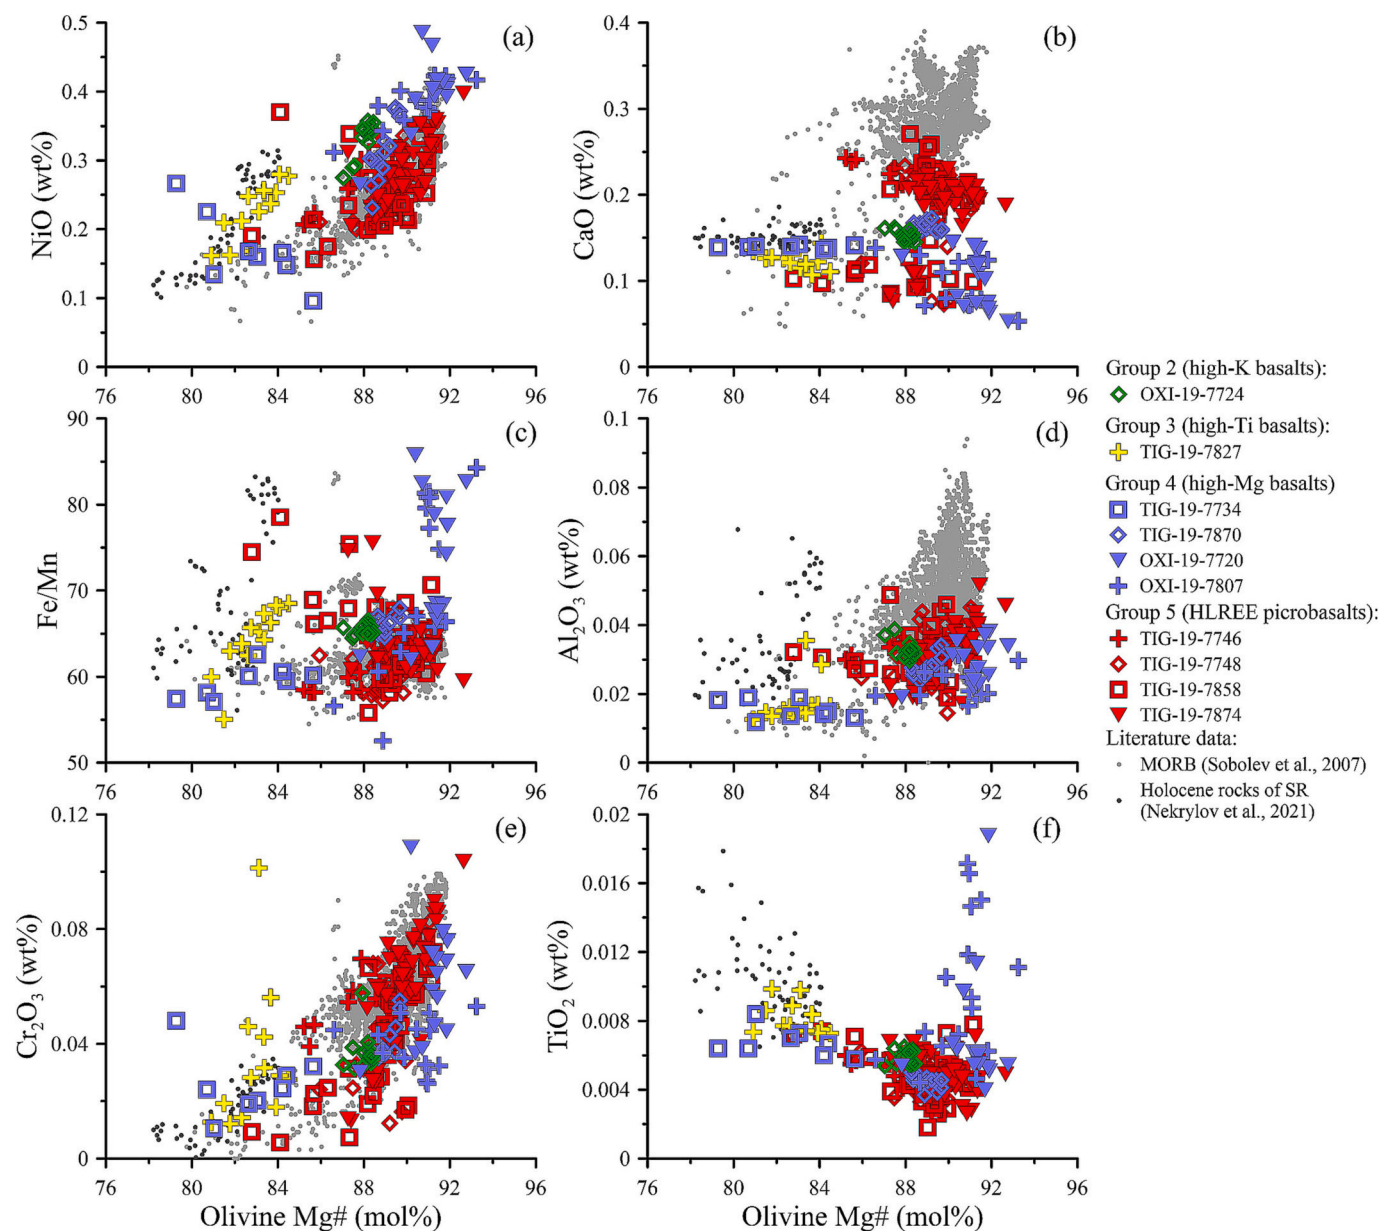 (a)
NiO (wt%)
0.5
0.4
0.3
0.2
0.1
0
76 80 84 88 92 96
(b)
CaO (wt%)
0.4
0.3
0.2
0.1
0
76 80 84 88 92 96
(c)
Fe/Mn
90
80
70
60
50
(d)
Al2O3 (wt%)
0.1
0.08
0.06
0.04
0.02
0
76 80 84 88 92 96
(e)
Cr2O3 (wt%)
0.12
0.08
0.04
0
76 80 84 88 92 96
Olivine Mg# (mol%)
(f)
TiO2 (wt%)
0.02
0.016
0.012
0.008
0.004
0
76 80 84 88 92 96
Olivine Mg# (mol%)
Group 2 (high-K basalts):
OXI-19-7724
Group 3 (high-Ti basalts):
TIG-19-7827
Group 4 (high-Mg basalts)
TIG-19-7734
TIG-19-7870
OXI-19-7720
OXI-19-7807
Group 5 (HLREE picrobasalts):
TIG-19-7746
TIG-19-7748
TIG-19-7858
TIG-19-7874
Literature data:
MORB (Sobolev et al., 2007)
Holocene rocks of SR
(Nekrylov et al., 2021)